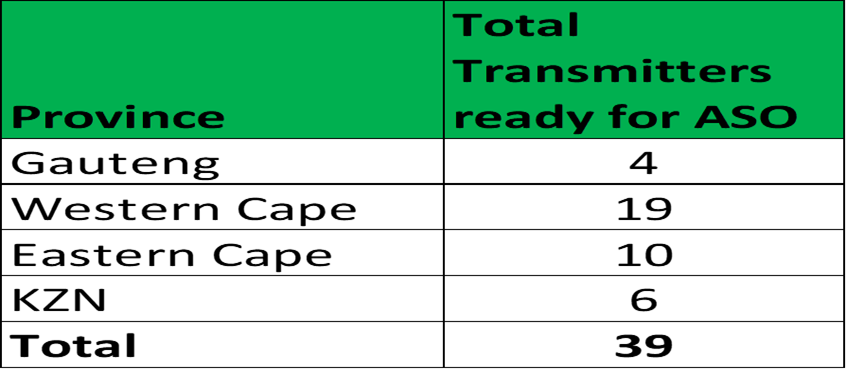 Province
Total
Transmitters
ready for ASO
Gauteng 4
Western Cape 19
Eastern Cape 10
KZN 6
Total 39